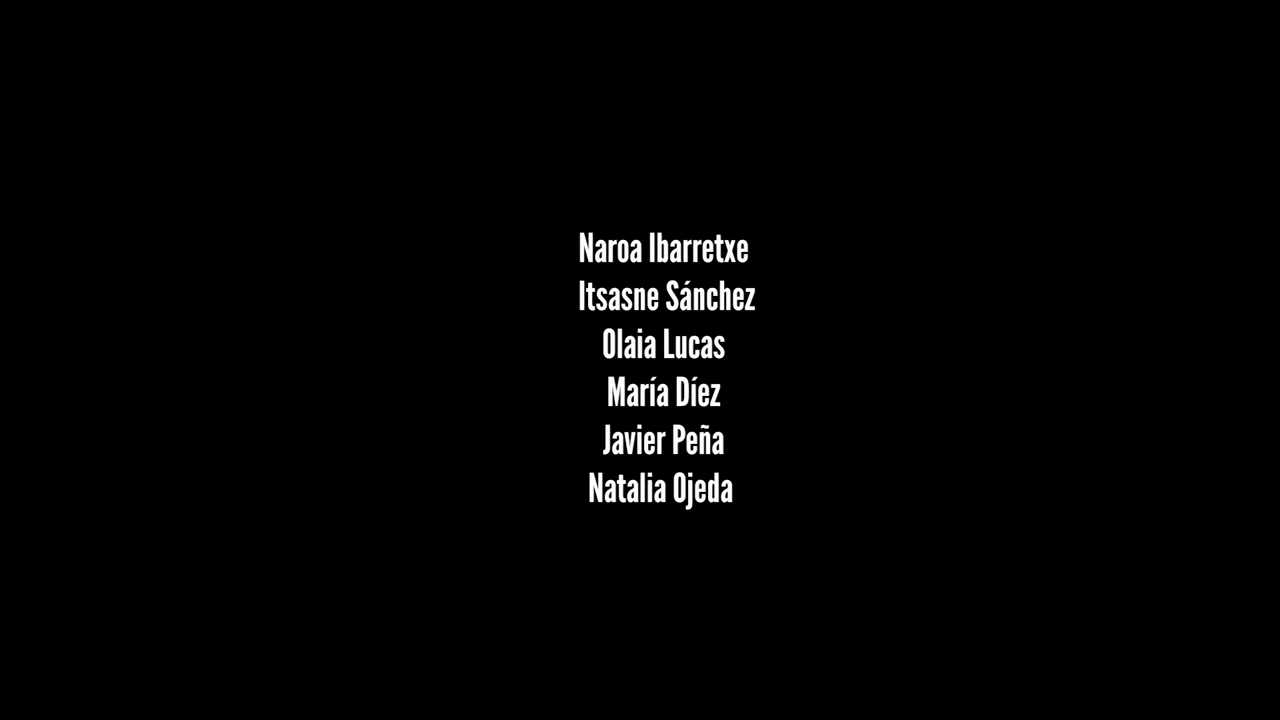 Naroa Ibarretxe
Itsasne Sánchez
Olaia Lucas
María Díez
Javier Peña
Natalia Ojeda